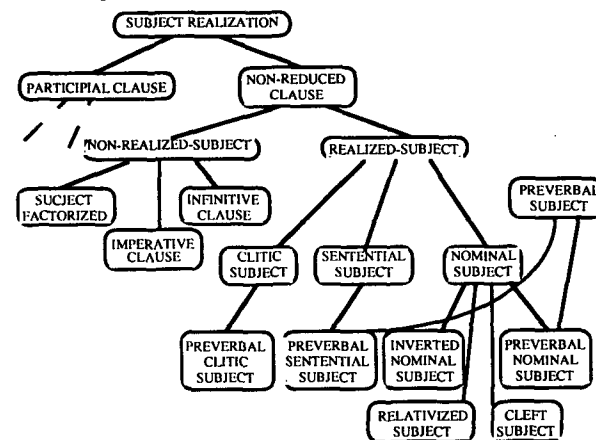 SUBJECT REALIZATION
PARTICIPIAL CLAUSE
NON-REDUCED
CLAUSE
NON-REALIZED-SUBJECT
REALIZED-SUBJECT
SUCJECT
FACTORIZED
INFINITIVE
CLAUSE
IMPERATIVE
CLAUSE
PREVERBAL
SUBJECT
CLITIC
SUBJECT
SENTENTIAL
SUBJECT
NOMINAL
SUBJECT
PREVERBAL
CLITIC
SUBJECT
PREVERBAL
SENTENTIAL
SUBJECT
INVERTED
NOMINAL
SUBJECT
PREVERBAL
NOMINAL
SUBJECT
RELATIVIZED
SUBJECT
CLEFT
SUBJECT